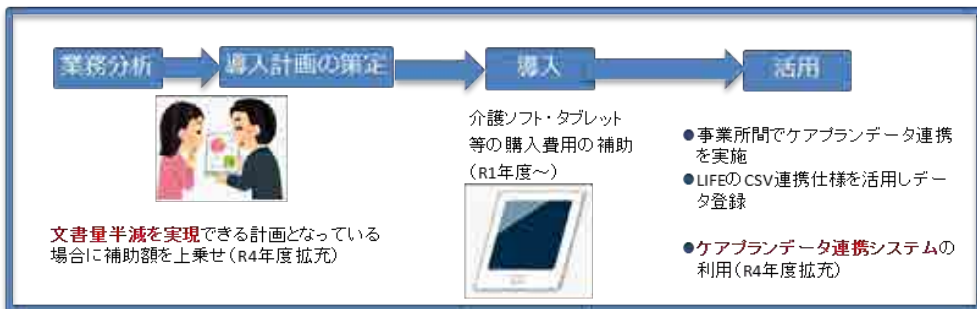 業務分析
導入計画の策定
導入
活用
文書量半減を実現できる計画となっている
場合に補助額を上乗せ(R4年度拡充)
介護ソフト・タブレット
等の購入費用の補助
(R1年度～)
●事業所間でケアプランデータ連携
を実施
●LIFEのCSV連携仕様を活用しデー
タ登録
●ケアプランデータ連携システムの
利用(R4年度拡充)